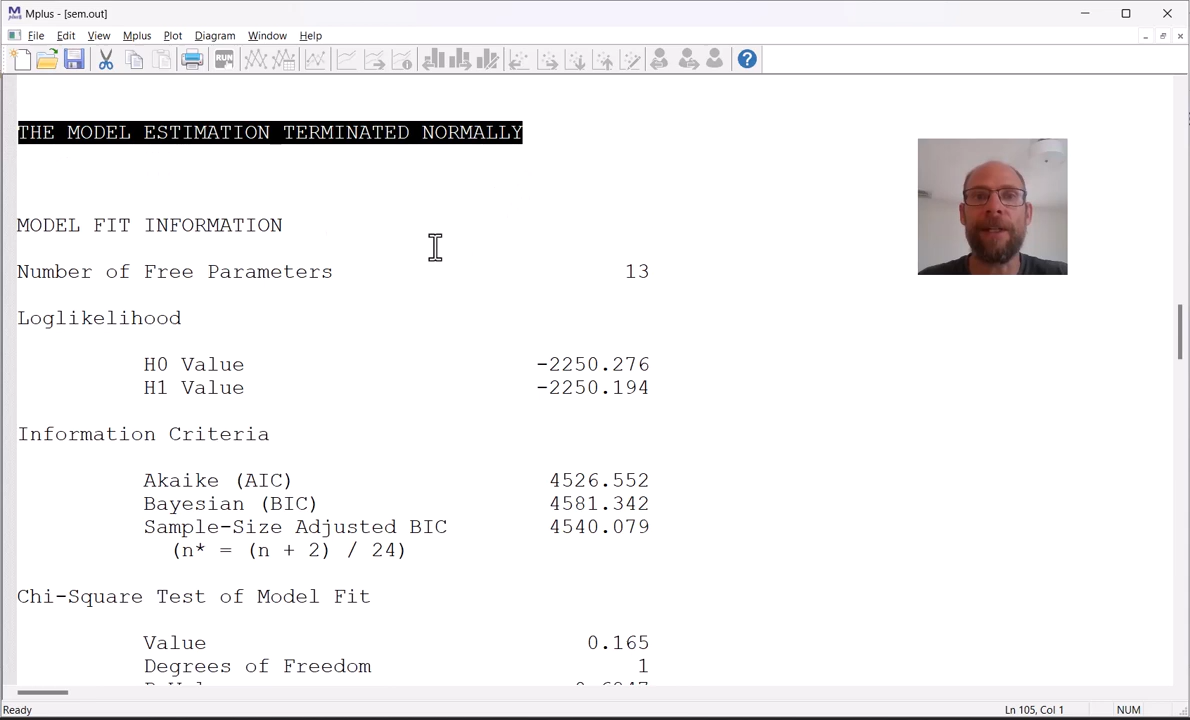 Mplus - [sem.out]
File Edit View Mplus Plot Diagram Window Help
RUN
THE MODEL ESTIMATION TERMINATED NORMALLY
MODEL FIT INFORMATION
Number of Free Parameters 13
Loglikelihood
H0 Value -2250.276
H1 Value -2250.194
Information Criteria
Akaike (AIC) 4526.552
Bayesian (BIC) 4581.342
Sample-Size Adjusted BIC 4540.079
(n* = (n + 2) / 24)
Chi-Square Test of Model Fit
Value 0.165
Degrees of Freedom 1
Ready Ln 105, Col 1 NUM